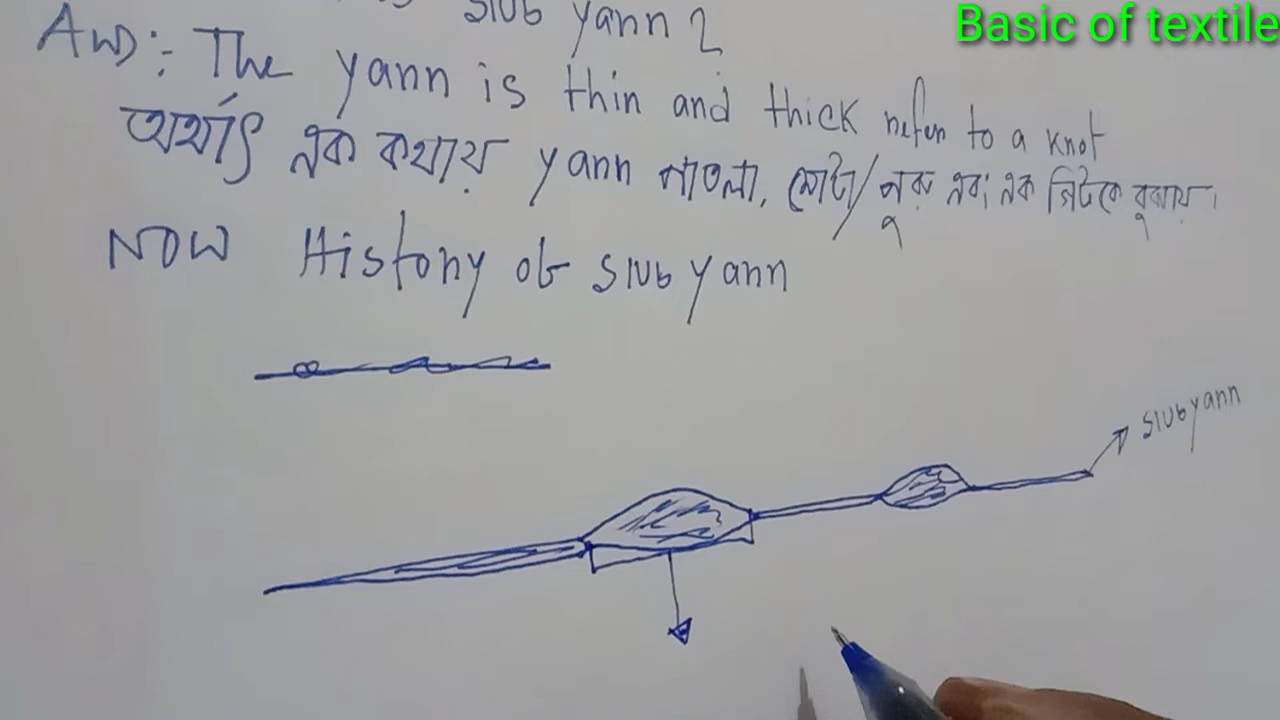 Basic of textile
slub yarn ?
Ans:- The yarn is thin and thick refer to a knot
অর্থাৎ এক কথায় yarn পাতলা, মোটা/পুরু এবং এক গিটকে বুঝায়।
NOW History of slub yarn
slub yarn